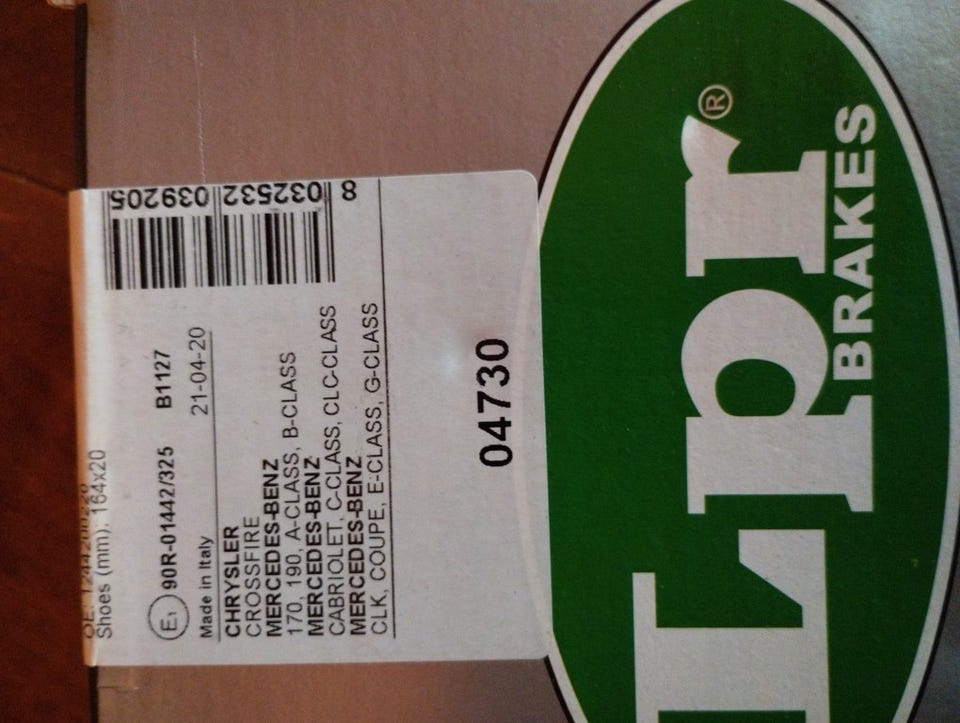 Shoes (mm): 164x20
E1 90R-01442/325 B1127
Made in Italy 21-04-20
CHRYSLER
CROSSFIRE
MERCEDES-BENZ
170, 190, A-CLASS, B-CLASS
MERCEDES-BENZ
CABRIOLET, C-CLASS, CLC-CLASS
MERCEDES-BENZ
CLK, COUPE, E-CLASS, G-CLASS
8 032532 039205
04730
Lpr®
BRAKES